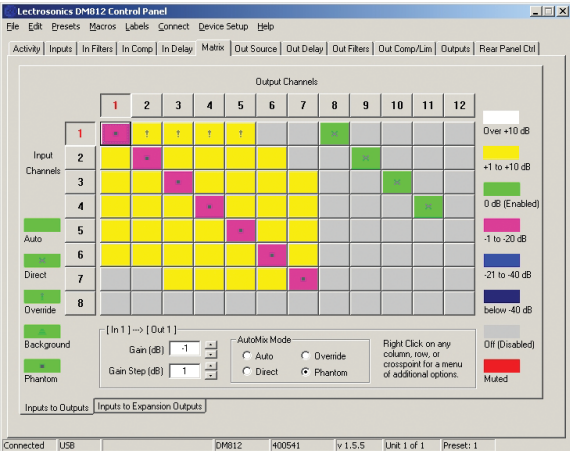 Lectrosonics DM812 Control Panel
File Edit Presets Macros Labels Connect Device Setup Help
Activity Inputs In Filters In Comp In Delay Matrix Out Source Out Delay Out Filters Out Comp/Lim Outputs Rear Panel Ctrl
Output Channels
1 2 3 4 5 6 7 8 9 10 11 12
Input
Channels
1
2
3
4
5
6
7
8
Auto
Direct
Override
Background
Phantom
Over +10 dB
+1 to +10 dB
0 dB (Enabled)
-1 to -20 dB
-21 to -40 dB
below -40 dB
Off (Disabled)
Muted
[ In 1 ]---> [ Out 1 ]
Gain (dB) -1
Gain Step (dB) 1
AutoMix Mode
Auto Override
Direct Phantom
Right Click on any
column, row, or
crosspoint for a menu
of additional options.
Inputs to Outputs Inputs to Expansion Outputs
Connected USB DM812 400541 v 1.5.5 Unit 1 of 1 Preset: 1